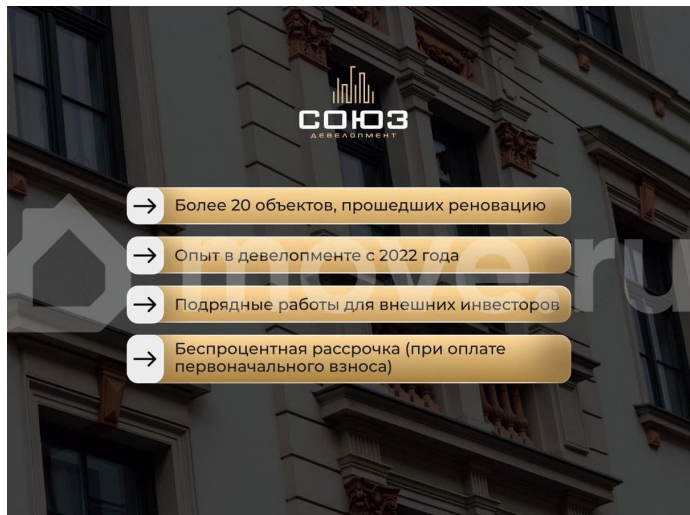 СОЮЗ
ДЕВЕЛОПМЕНТ
Более 20 объектов, прошедших реновацию
Опыт в девелопменте с 2022 года
move.ru
Подрядные работы для внешних инвесторов
Беспроцентная рассрочка (при оплате
первоначального взноса)